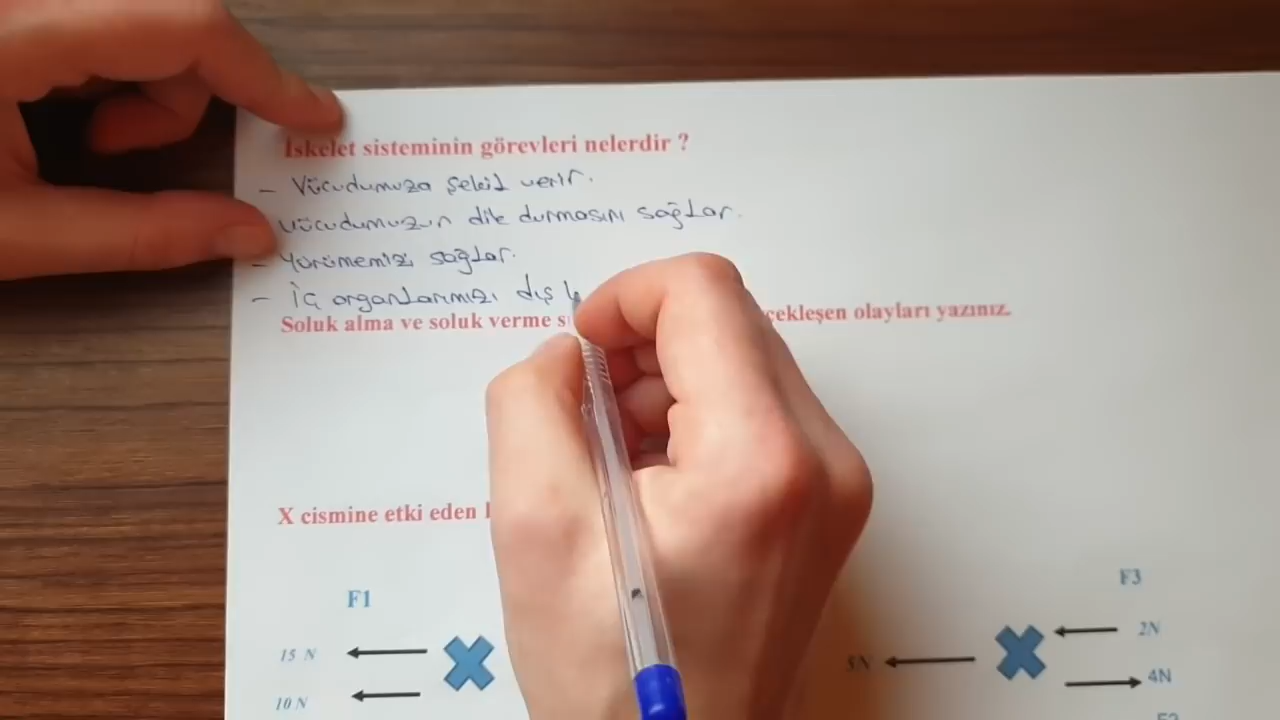 İskelet sisteminin görevleri nelerdir ?
- Vücudumuza şekil verir.
vücudumuzun dik durmasını sağlar.
- Yürümemizi sağlar.
- İç organlarımızı dış
Soluk alma ve soluk verme
olayları yazınız.
X cismine etki eden
F1
F3
15 N
2N
5N
4N
10 N